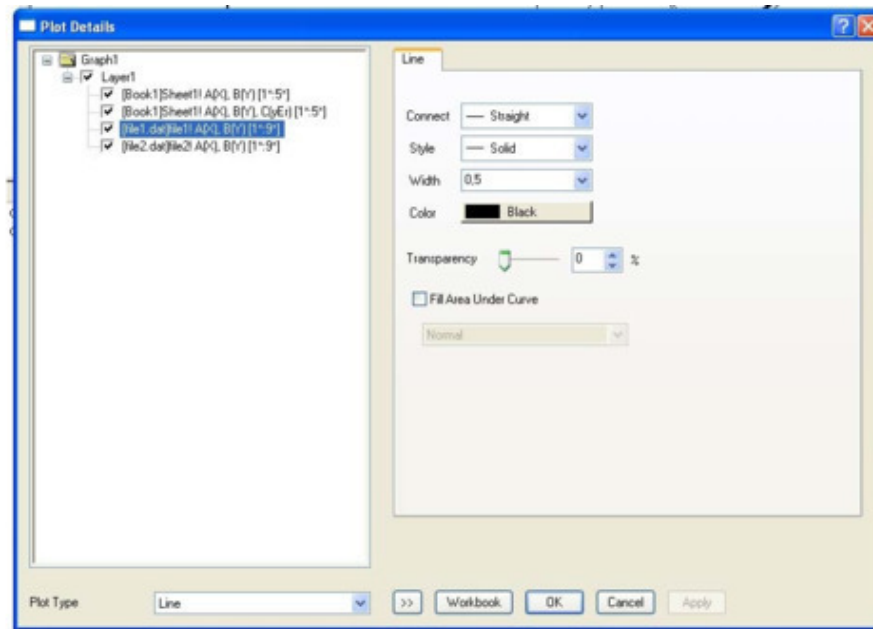 Plot Details
Graph1
Layer1
[Book1]Sheet1! A(X), B(Y) [1*:5*]
[Book1]Sheet1! A(X), B(Y), C(yEr) [1*:5*]
[file1.dat]file1! A(X), B(Y) [1*:9*]
[file2.dat]file2! A(X), B(Y) [1*:9*]
Line
Connect Straight
Style Solid
Width 0,5
Color Black
Transparency 0 %
Fill Area Under Curve
Normal
Plot Type Line >> Workbook OK Cancel Apply